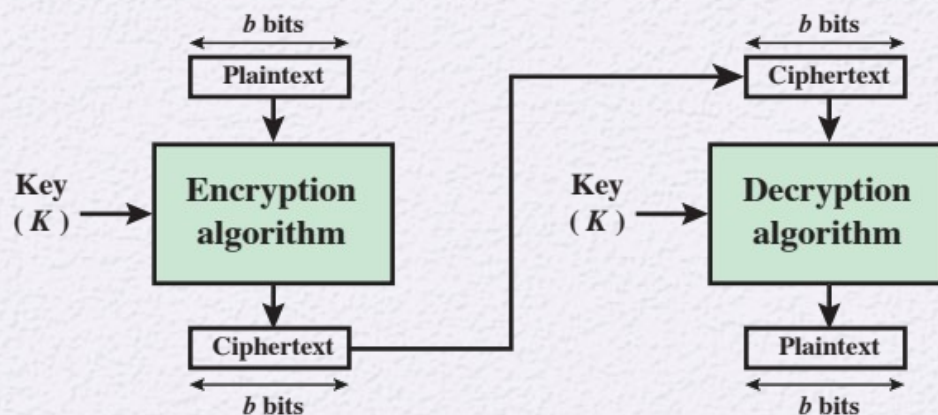 b bits
Plaintext
Key
( K )
Encryption
algorithm
Ciphertext
b bits
b bits
Ciphertext
Key
( K )
Decryption
algorithm
Plaintext
b bits